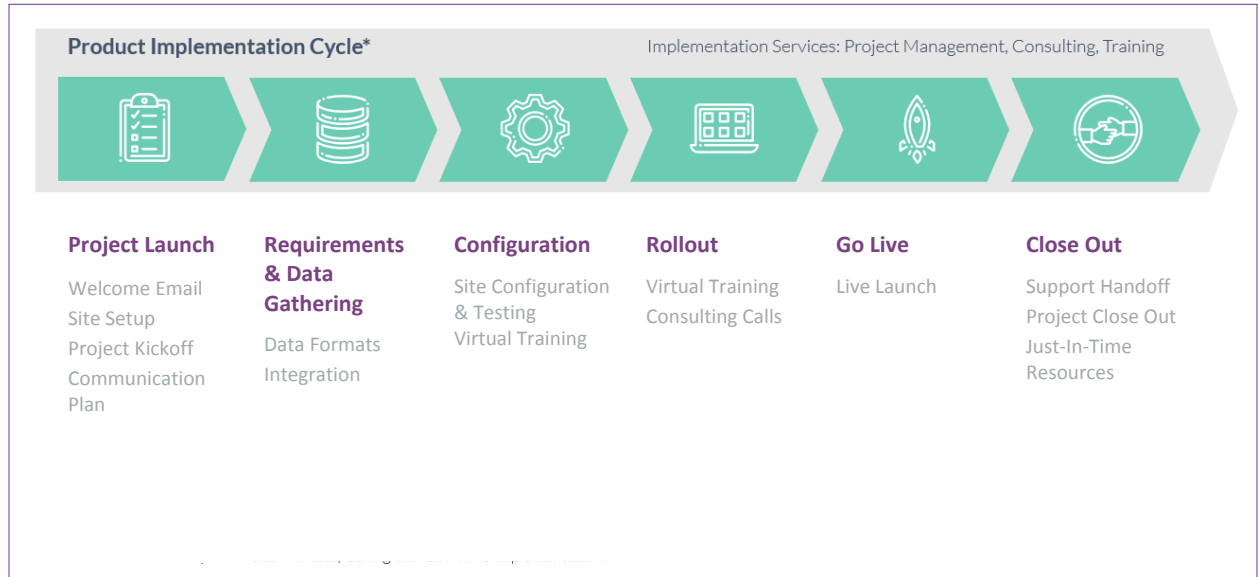 Product Implementation Cycle*
Implementation Services: Project Management, Consulting, Training
Project Launch
Welcome Email
Site Setup
Project Kickoff
Communication
Plan
Requirements
& Data
Gathering
Data Formats
Integration
Configuration
Site Configuration
& Testing
Virtual Training
Rollout
Virtual Training
Consulting Calls
Go Live
Live Launch
Close Out
Support Handoff
Project Close Out
Just-In-Time
Resources